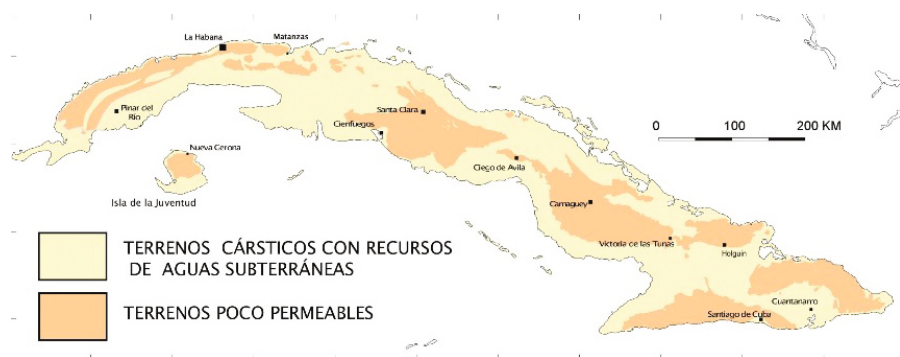 La Habana
Matanzas
Pinar del
Rio
Santa Clara
Cienfuegos
0 100 200 KM
Nueva Gerona
Ciego de Avila
Isla de la Juventud
Camaguey
TERRENOS CÁRSTICOS CON RECURSOS
DE AGUAS SUBTERRÁNEAS
Victoria de las Tunas
Holguin
TERRENOS POCO PERMEABLES
Cuantanarro
Santiago de Cuba